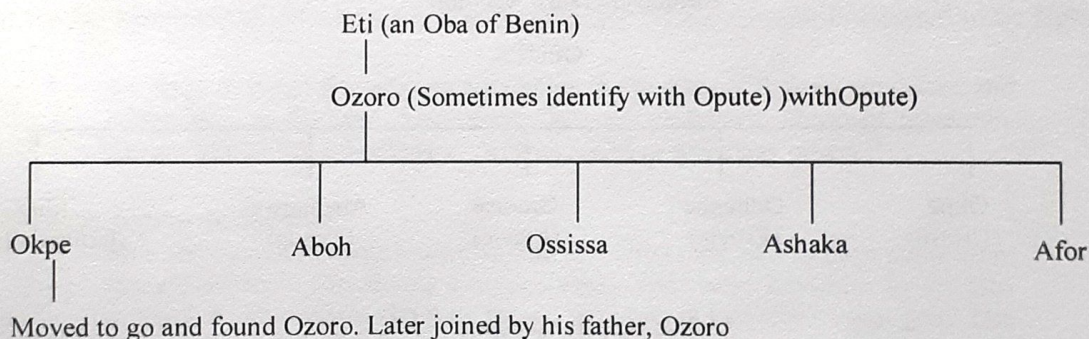 Eti (an Oba of Benin)
Ozoro (Sometimes identify with Opute) )withOpute)
Okpe Aboh Ossissa Ashaka Afor
Moved to go and found Ozoro. Later joined by his father, Ozoro